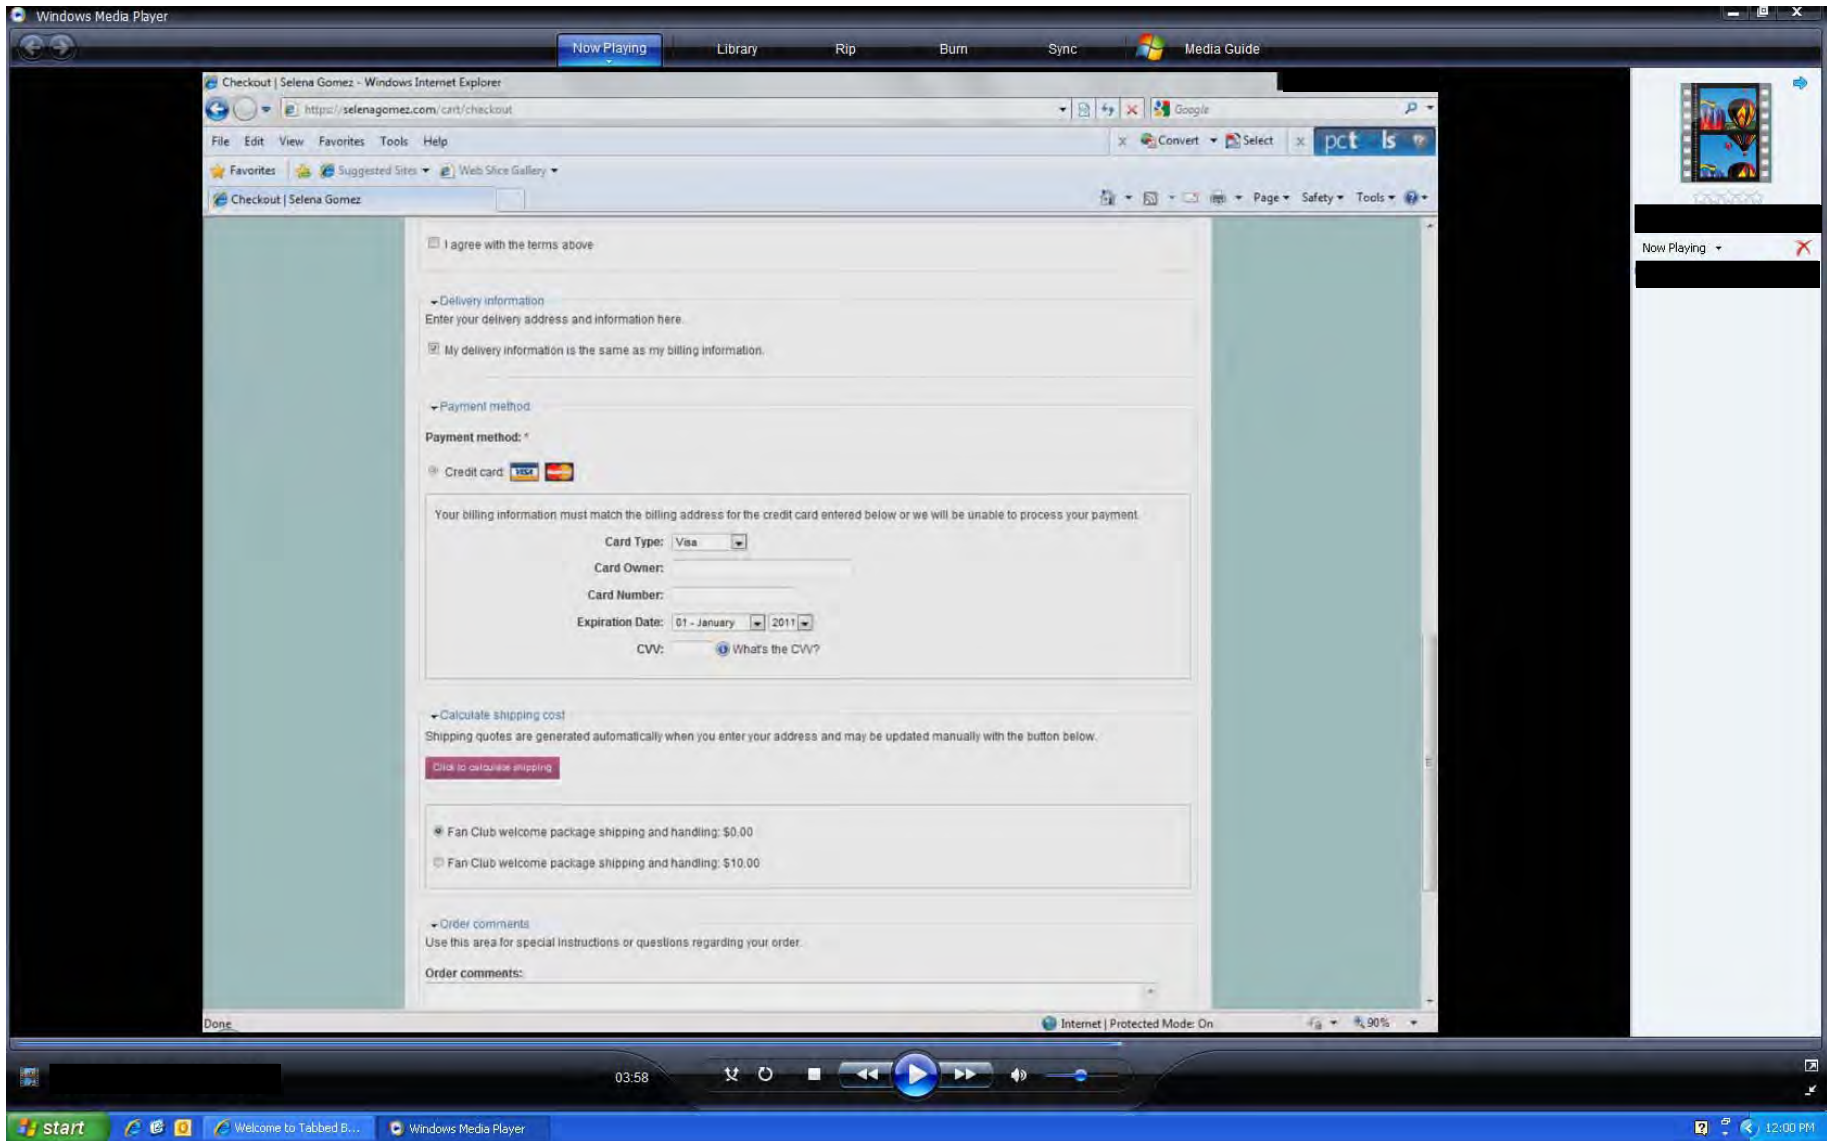 Windows Media Player
Now Playing
Library
Rip
Burn
Sync
Media Guide
Checkout | Selena Gomez - Windows Internet Explorer
https://selenagomez.com/cart/checkout
Google
File Edit View Favorites Tools Help
Convert
Select
pct ls
Favorites
Suggested Sites
Web Slice Gallery
Checkout | Selena Gomez
Page
Safety
Tools
Now Playing
I agree with the terms above
Delivery information
Enter your delivery address and information here.
My delivery information is the same as my billing information.
Payment method
Payment method: *
Credit card
VISA
Your billing information must match the billing address for the credit card entered below or we will be unable to process your payment.
Card Type: Visa
Card Owner:
Card Number:
Expiration Date: 01 - January 2011
CVV: What's the CVV?
Calculate shipping cost
Shipping quotes are generated automatically when you enter your address and may be updated manually with the button below.
Click to calculate shipping
Fan Club welcome package shipping and handling: $0.00
Fan Club welcome package shipping and handling: $10.00
Order comments
Use this area for special instructions or questions regarding your order.
Order comments:
Done
Internet | Protected Mode: On
90%
03:58
start
Welcome to Tabbed B...
Windows Media Player
12:00 PM